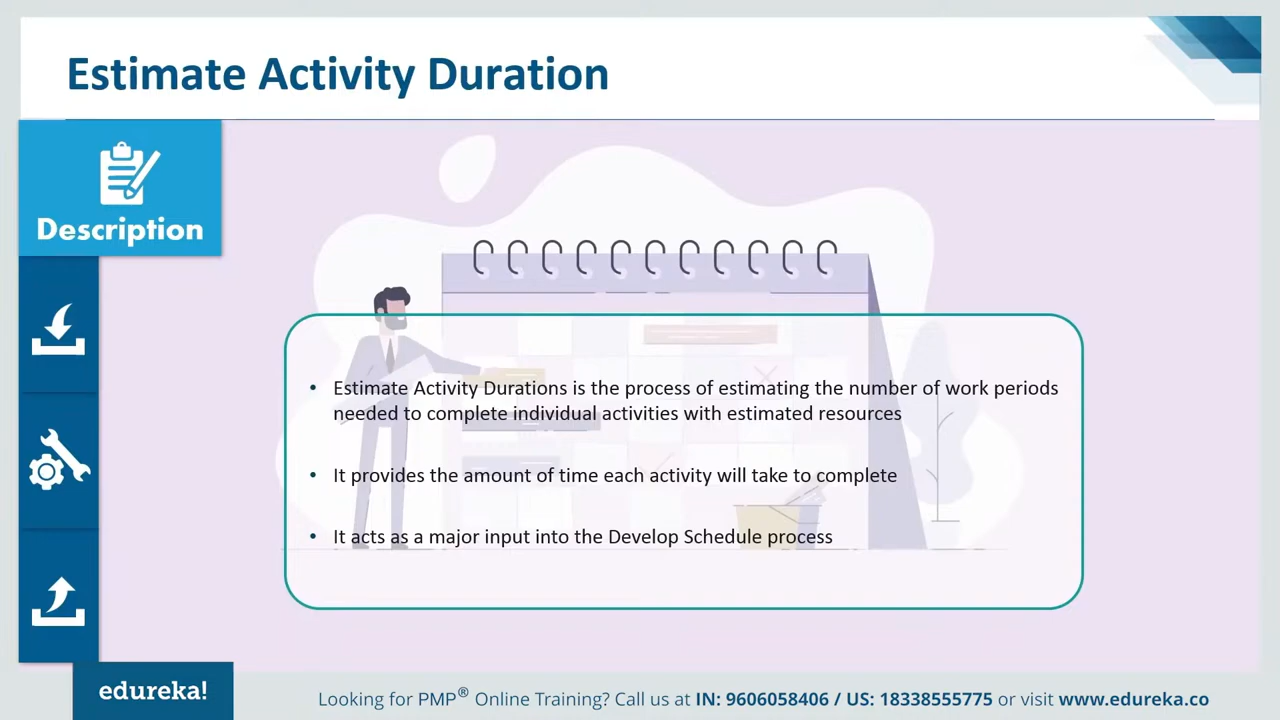 Estimate Activity Duration
Description
• Estimate Activity Durations is the process of estimating the number of work periods
needed to complete individual activities with estimated resources
• It provides the amount of time each activity will take to complete
• It acts as a major input into the Develop Schedule process
edureka!
Looking for PMP® Online Training? Call us at IN: 9606058406 / US: 18338555775 or visit www.edureka.co